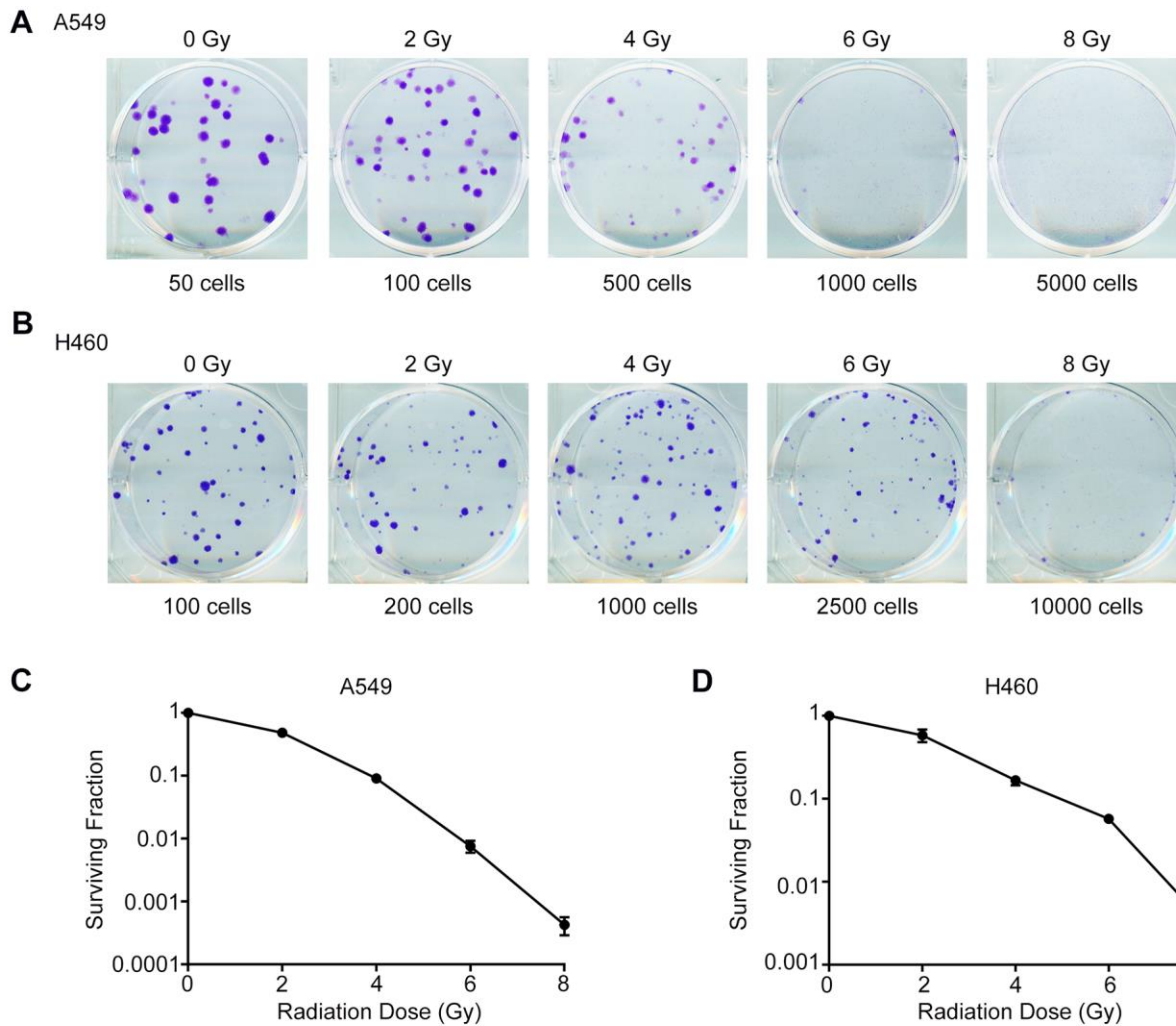 A A549
0 Gy 2 Gy 4 Gy 6 Gy 8 Gy
50 cells 100 cells 500 cells 1000 cells 5000 cells
B
H460
0 Gy 2 Gy 4 Gy 6 Gy 8 Gy
100 cells 200 cells 1000 cells 2500 cells 10000 cells
C A549
Surviving Fraction
1
0.1
0.01
0.001
0.0001
0 2 4 6 8
Radiation Dose (Gy)
D H460
Surviving Fraction
1
0.1
0.01
0.001
0 2 4 6
Radiation Dose (Gy)